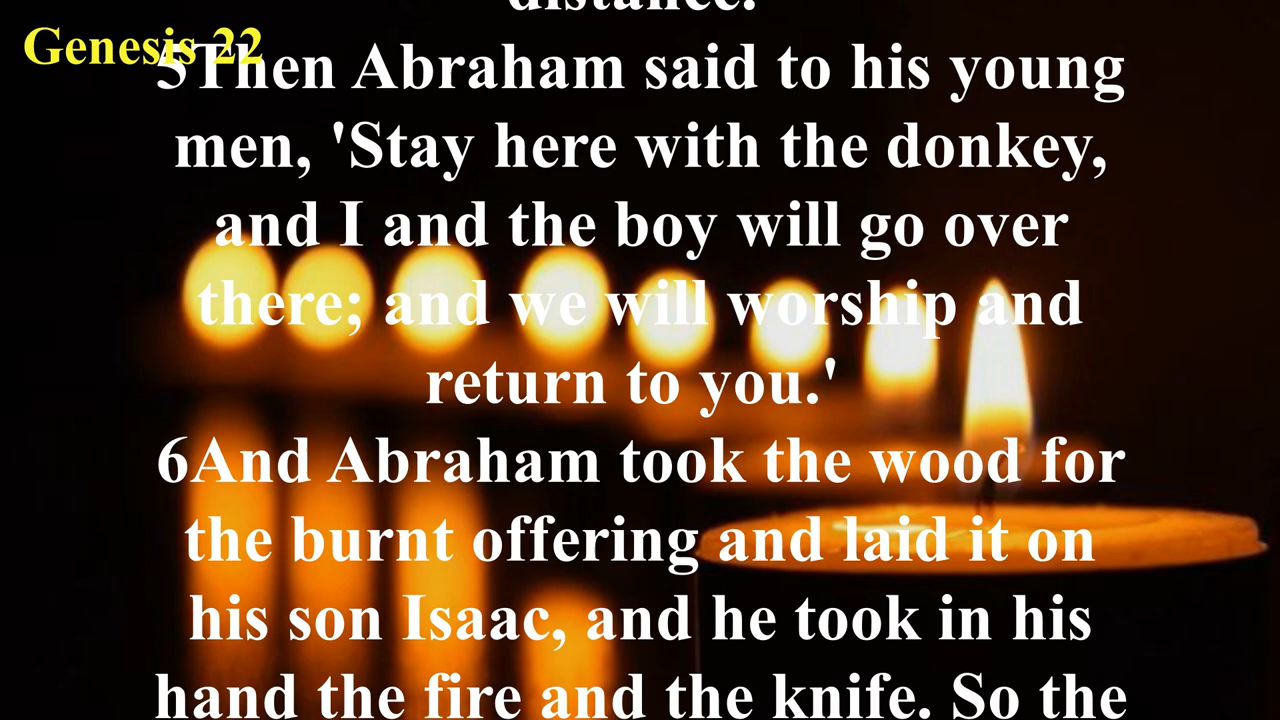 distance.
Genesis 22
5Then Abraham said to his young
men, 'Stay here with the donkey,
and I and the boy will go over
there; and we will worship and
return to you.'
6And Abraham took the wood for
the burnt offering and laid it on
his son Isaac, and he took in his
hand the fire and the knife. So the